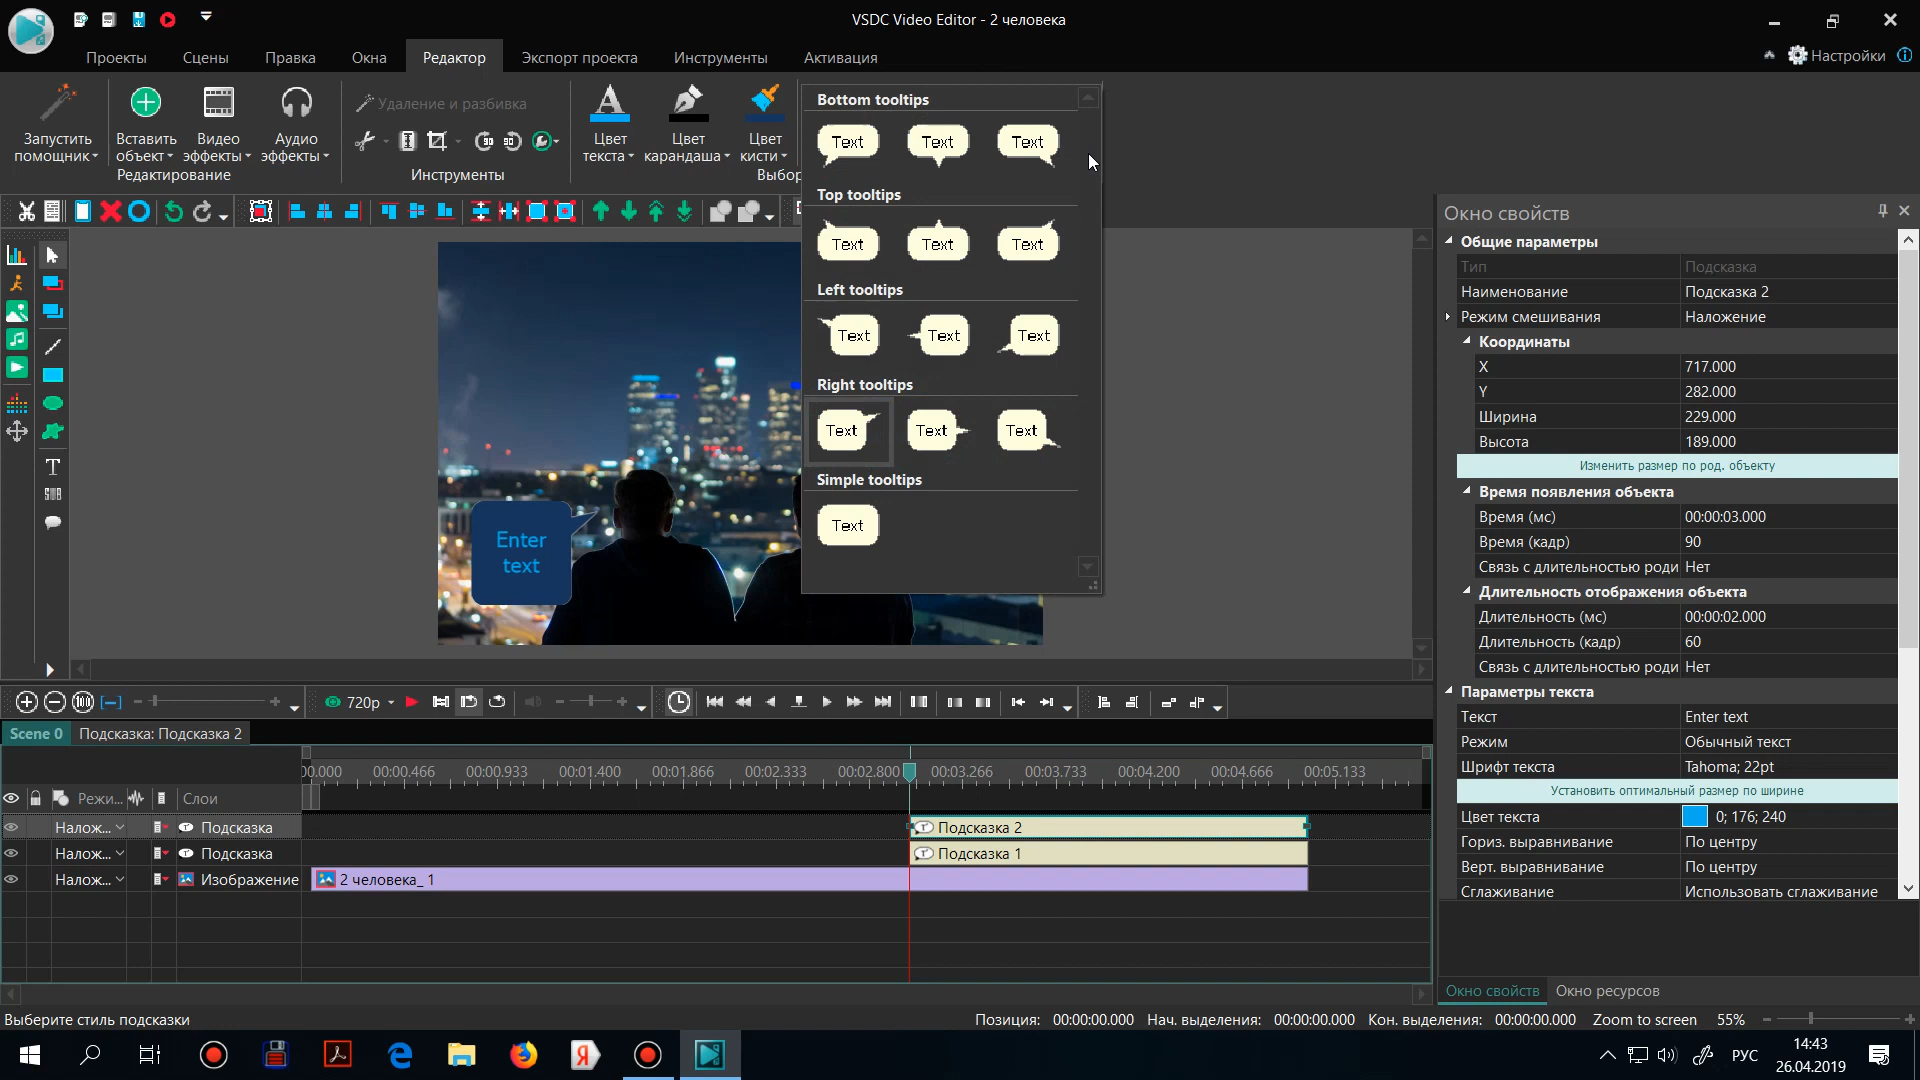 VSDC Video Editor - 2 человека
Проекты Сцены Правка Окна Редактор Экспорт проекта Инструменты Активация
Настройки
Удаление и разбивка
Запустить помощник
Вставить объект
Видео эффекты
Аудио эффекты
Цвет текста
Цвет карандаша
Цвет кисти
Редактирование Инструменты Выбор
Bottom tooltips
Text Text Text
Top tooltips
Text Text Text
Left tooltips
Text Text Text
Right tooltips
Text Text Text
Simple tooltips
Text
Enter
text
T
SUB
Окно свойств
Общие параметры
Тип Подсказка
Наименование Подсказка 2
Режим смешивания Наложение
Координаты
X 717.000
Y 282.000
Ширина 229.000
Высота 189.000
Изменить размер по род. объекту
Время появления объекта
Время (мс) 00:00:03.000
Время (кадр) 90
Связь с длительностью роди Нет
Длительность отображения объекта
Длительность (мс) 00:00:02.000
Длительность (кадр) 60
Связь с длительностью роди Нет
Параметры текста
Текст Enter text
Режим Обычный текст
Шрифт текста Tahoma; 22pt
Установить оптимальный размер по ширине
Цвет текста 0; 176; 240
Гориз. выравнивание По центру
Верт. выравнивание По центру
Сглаживание Использовать сглаживание
Окно свойств Окно ресурсов
720p
Scene 0 Подсказка: Подсказка 2
00.000 00:00.466 00:00.933 00:01.400 00:01.866 00:02.333 00:02.800 00:03.266 00:03.733 00:04.200 00:04.666 00:05.133
Режи... Слои
Налож... Подсказка Подсказка 2
Налож... Подсказка Подсказка 1
Налож... Изображение 2 человека_ 1
Выберите стиль подсказки Позиция: 00:00:00.000 Нач. выделения: 00:00:00.000 Кон. выделения: 00:00:00.000 Zoom to screen 55%
РУС
14:43
26.04.2019